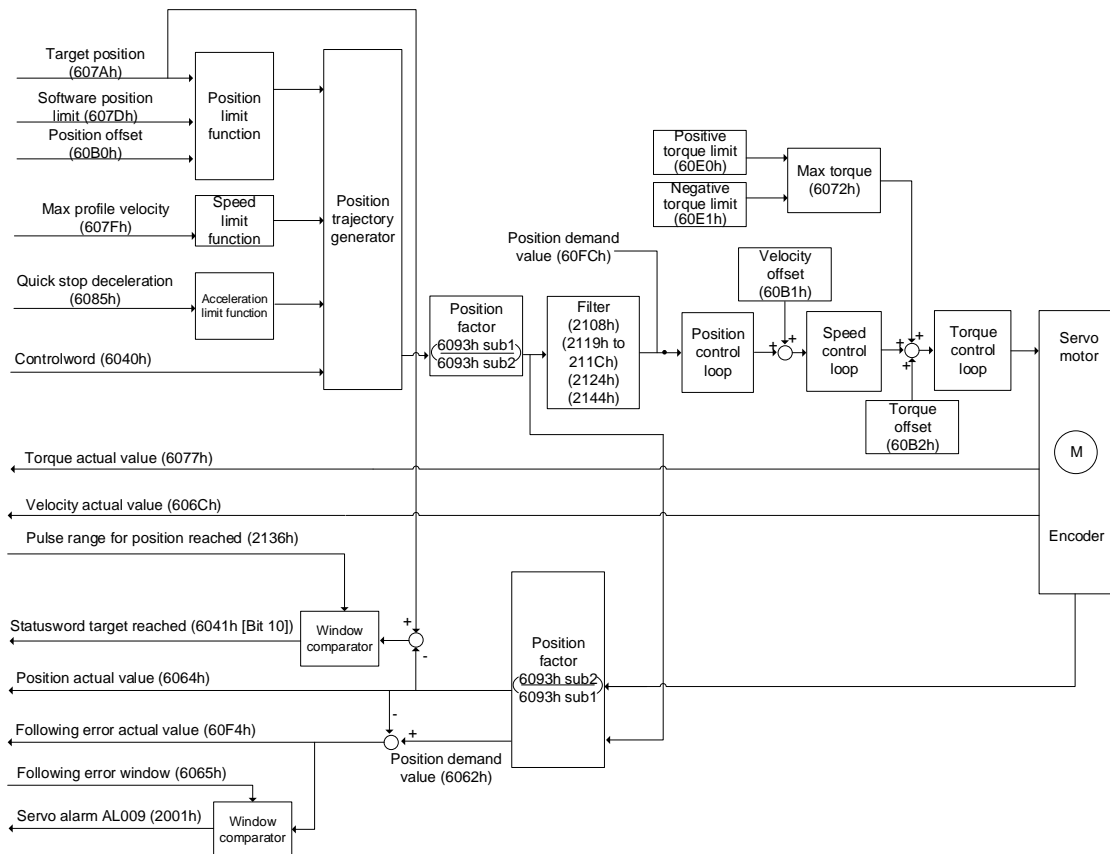 Target position
(607Ah)
Software position
limit (607Dh)
Position offset
(60B0h)
Position
limit
function
Max profile velocity
(607Fh)
Speed
limit
function
Quick stop deceleration
(6085h)
Acceleration
limit function
Controlword (6040h)
Position
trajectory
generator
Position
factor
6093h sub1
6093h sub2
Filter
(2108h)
(2119h to
211Ch)
(2124h)
(2144h)
Position demand
value (60FCh)
Position
control
loop
Velocity
offset
(60B1h)
+
+
Speed
control
loop
Positive
torque limit
(60E0h)
Negative
torque limit
(60E1h)
Max torque
(6072h)
+
+
+
Torque
offset
(60B2h)
Torque
control
loop
Servo
motor
M
Encoder
Torque actual value (6077h)
Velocity actual value (606Ch)
Pulse range for position reached (2136h)
Statusword target reached (6041h [Bit 10])
Window
comparator
+
-
Position actual value (6064h)
Position
factor
6093h sub2
6093h sub1
Following error actual value (60F4h)
-
+
Position demand
value (6062h)
Following error window (6065h)
Servo alarm AL009 (2001h)
Window
comparator